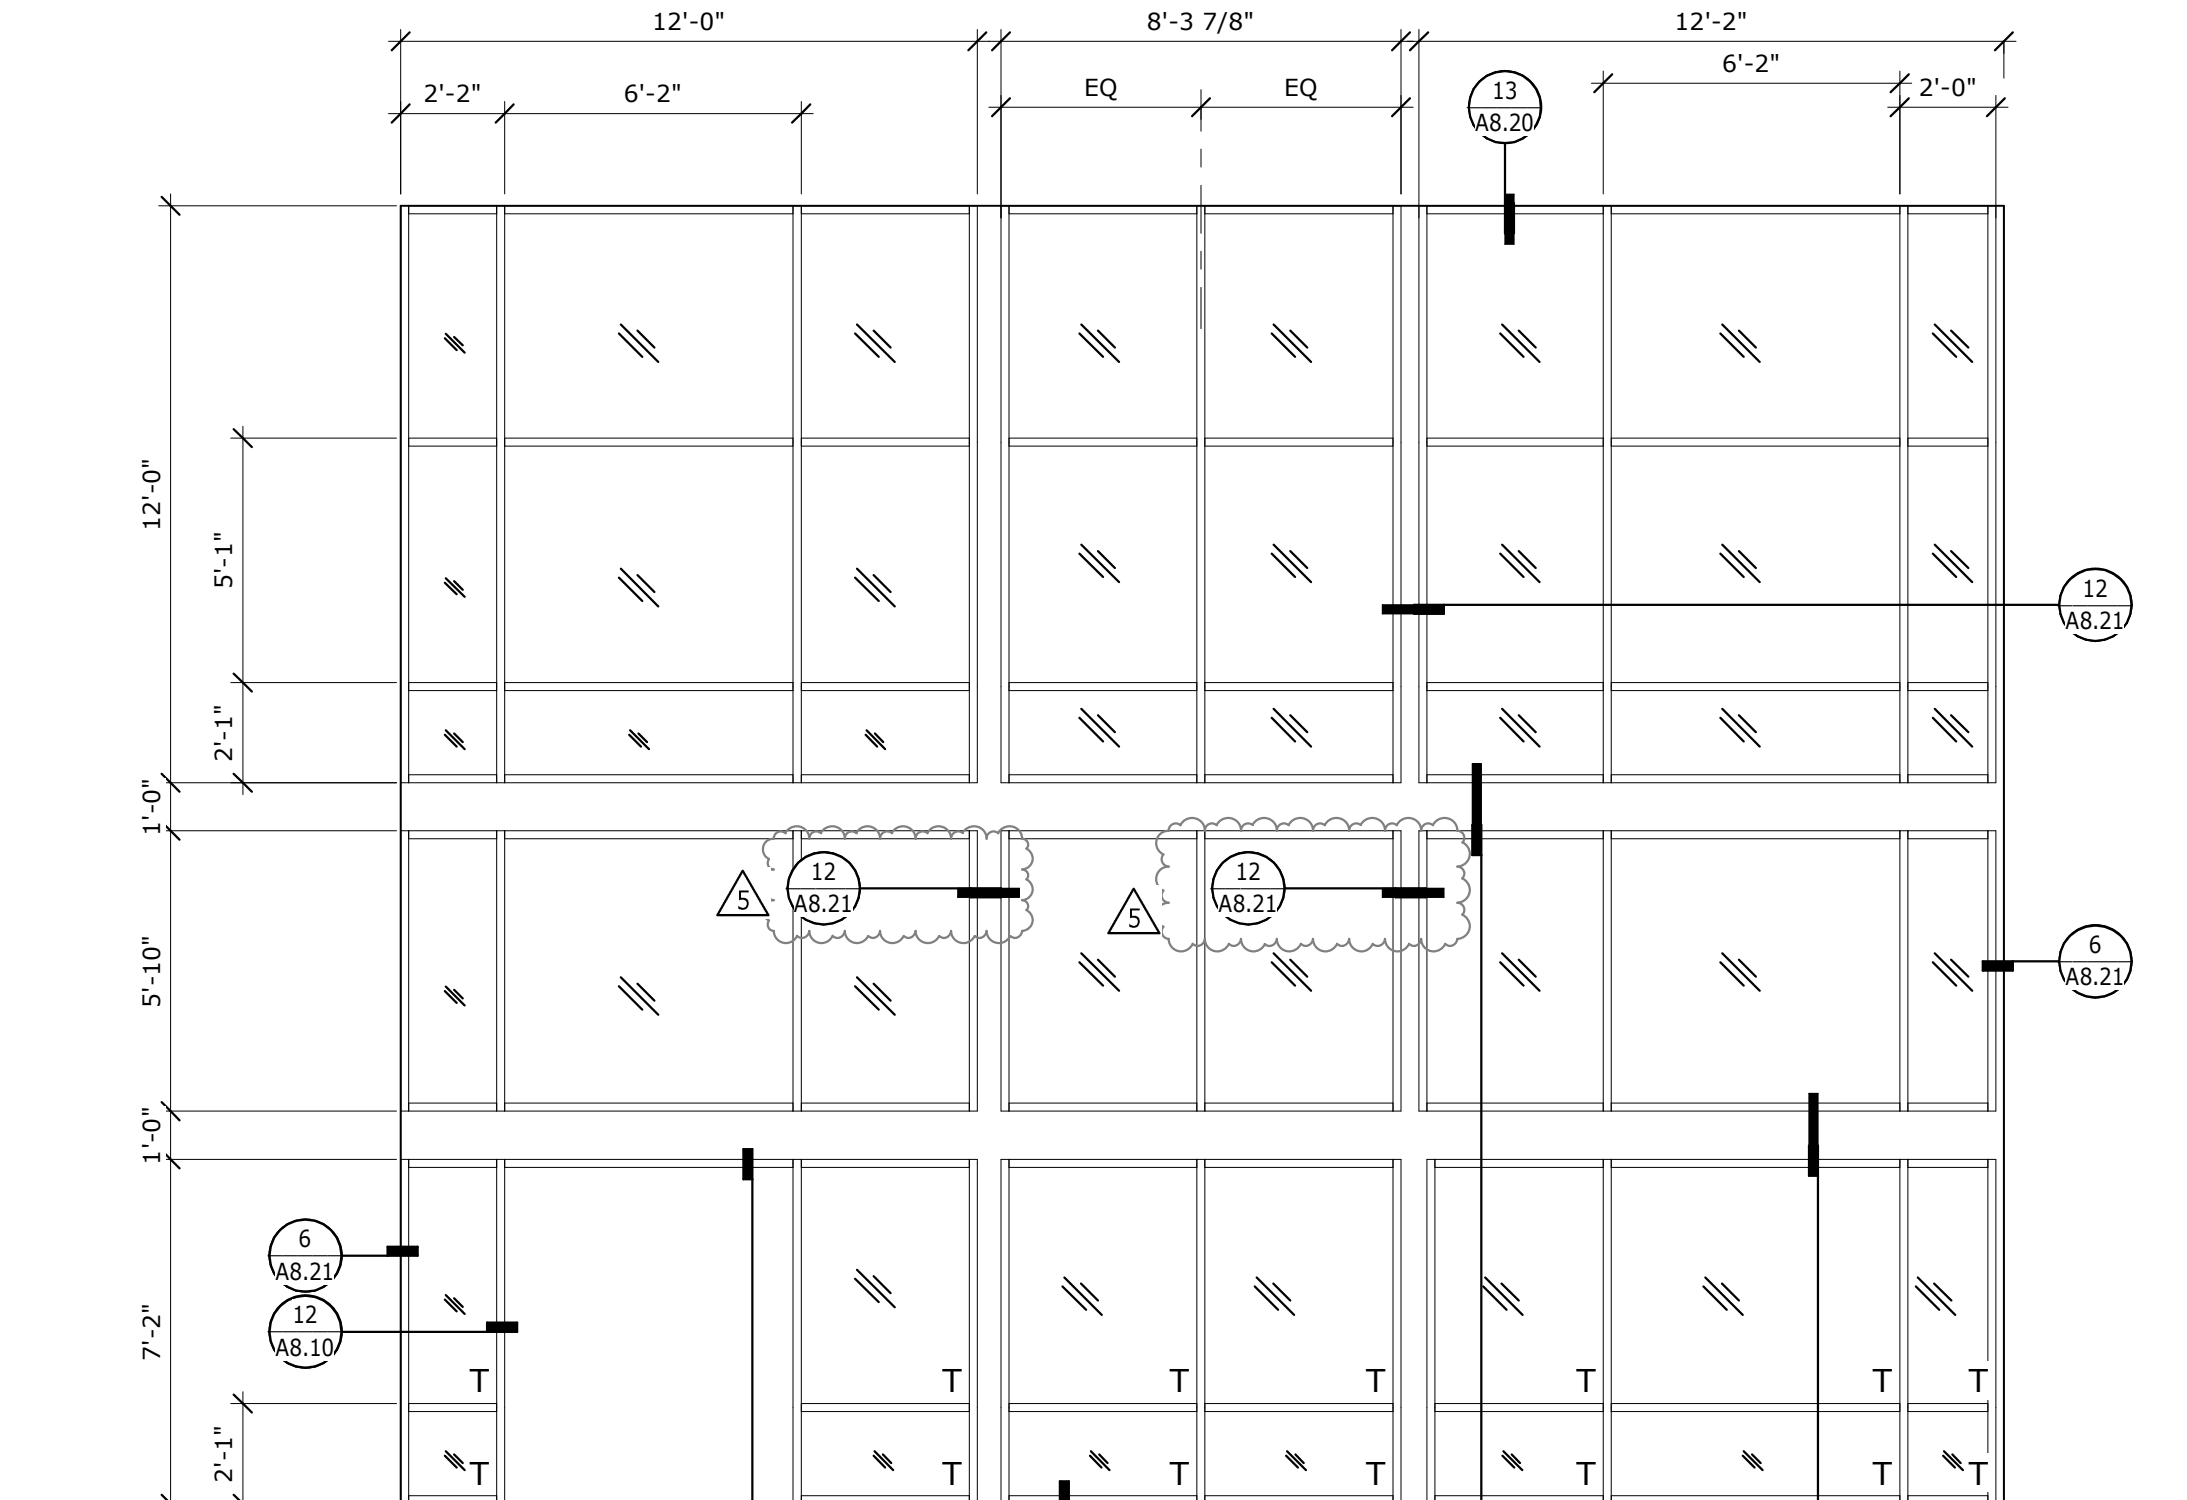 12'-0"
8'-3 7/8"
12'-2"
6'-2"
2'-2"
6'-2"
EQ
EQ
2'-0"
13
A8.20
12'-0"
5'-1"
12
A8.21
2'-1"
1'-0"
12
A8.21
5
12
A8.21
5
5'-10"
6
A8.21
1'-0"
6
A8.21
12
A8.10
7'-2"
T
T
T
T
T
T
T
2'-1"
T
T
T
T
T
T
T